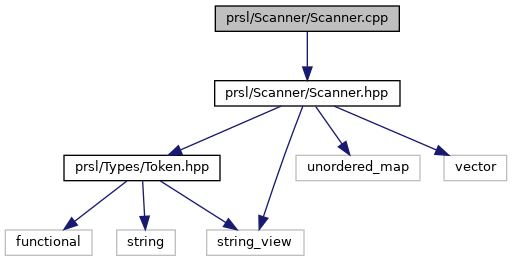 prsl/Scanner/Scanner.cpp
prsl/Scanner/Scanner.hpp
prsl/Types/Token.hpp
unordered_map
vector
functional
string
string_view